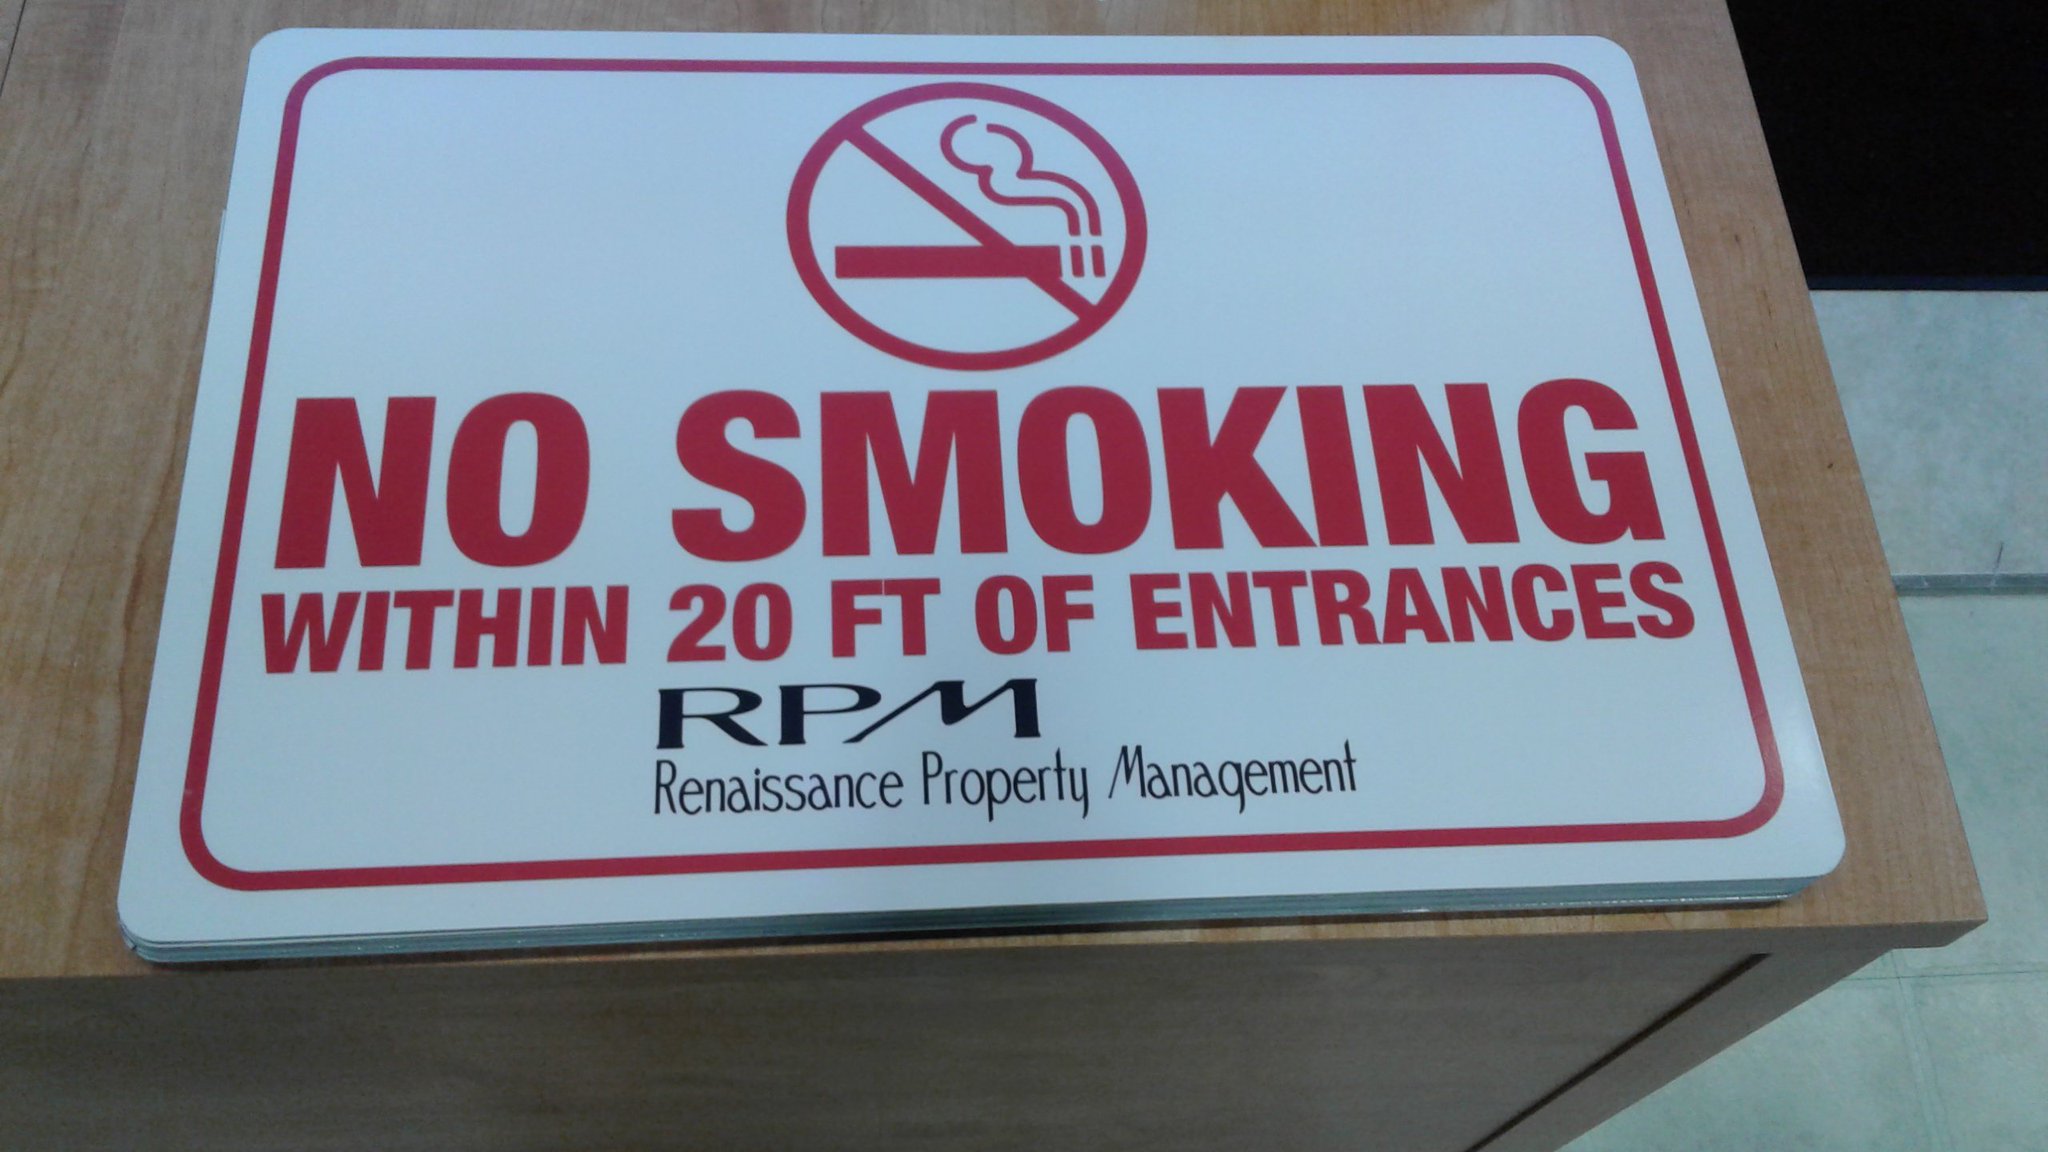 NO SMOKING
WITHIN 20 FT OF ENTRANCES
RPM
Renaissance Property Management